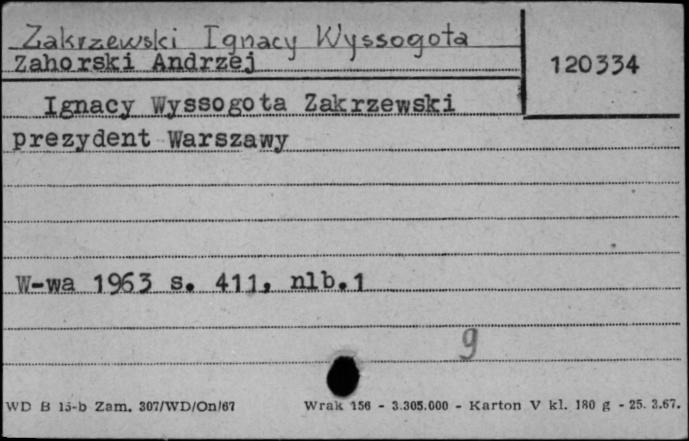 Zakrzewski Ignacy Wyssogota
Zahorski Andrzej
120334
Ignacy Wyssogota Zakrzewski
prezydent Warszawy
W-wa 1963 s. 411, nlb.1
9
WD B 15-b Zam. 307/WD/On/67 Wrak 156 - 3.305.000 - Karton V kl. 180 g - 25. 3.67.